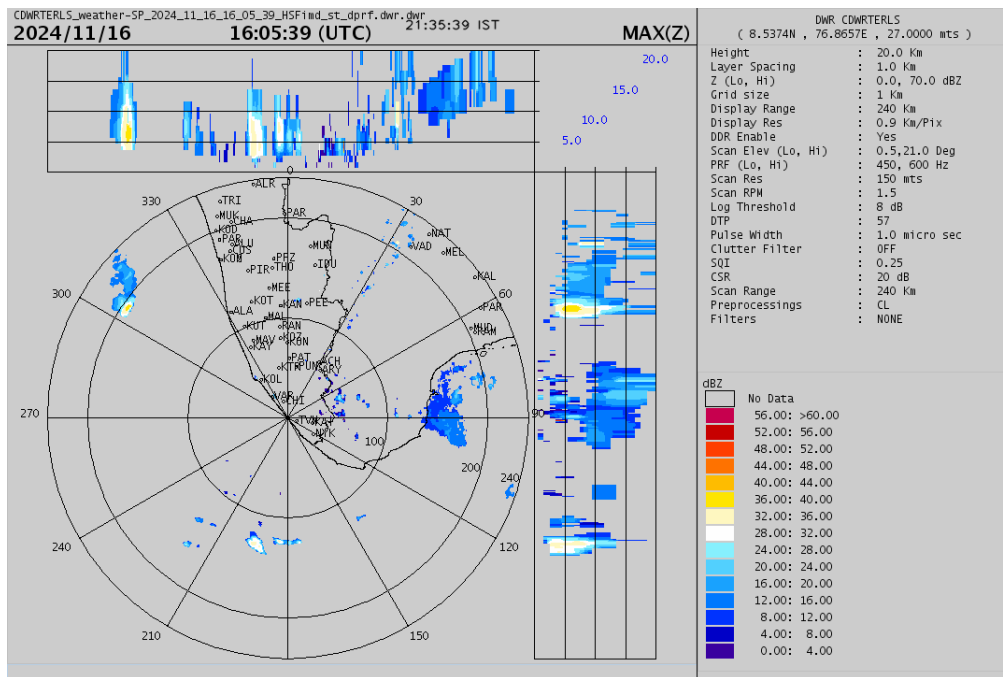 CDWRTERLS_weather-SP_2024_11_16_16_05_39_HSFimd_st_dprf.dwr.dwr
2024/11/16 16:05:39 (UTC) 21:35:39 IST MAX(Z)
20.0
15.0
10.0
5.0
0
30
60
90
120
150
210
240
270
300
330
100
200
240
ALR
TRI
PAR
MUK
CHA
KOD
NAT
PAR
ALU
MUN
VAD
MEL
KON
PFZ
PIR
THO
IDU
KAL
MEE
KOT
KAN
PEE
PAR
ALA
MAL
KUT
RAN
RAM
KOZ
MAV
KON
KAY
PAT
ACH
KTR
PUN
ARY
KOL
VAR
CHI
TVM
KAT
NYK
DWR CDWRTERLS
( 8.5374N , 76.8657E , 27.0000 mts )
Height : 20.0 Km
Layer Spacing : 1.0 Km
Z (Lo, Hi) : 0.0, 70.0 dBZ
Grid size : 1 Km
Display Range : 240 Km
Display Res : 0.9 Km/Pix
DDR Enable : Yes
Scan Elev (Lo, Hi) : 0.5,21.0 Deg
PRF (Lo, Hi) : 450, 600 Hz
Scan Res : 150 mts
Scan RPM : 1.5
Log Threshold : 8 dB
DTP : 57
Pulse Width : 1.0 micro sec
Clutter Filter : OFF
SQI : 0.25
CSR : 20 dB
Scan Range : 240 Km
Preprocessings : CL
Filters : NONE
dBZ
No Data
56.00: >60.00
52.00: 56.00
48.00: 52.00
44.00: 48.00
40.00: 44.00
36.00: 40.00
32.00: 36.00
28.00: 32.00
24.00: 28.00
20.00: 24.00
16.00: 20.00
12.00: 16.00
8.00: 12.00
4.00: 8.00
0.00: 4.00